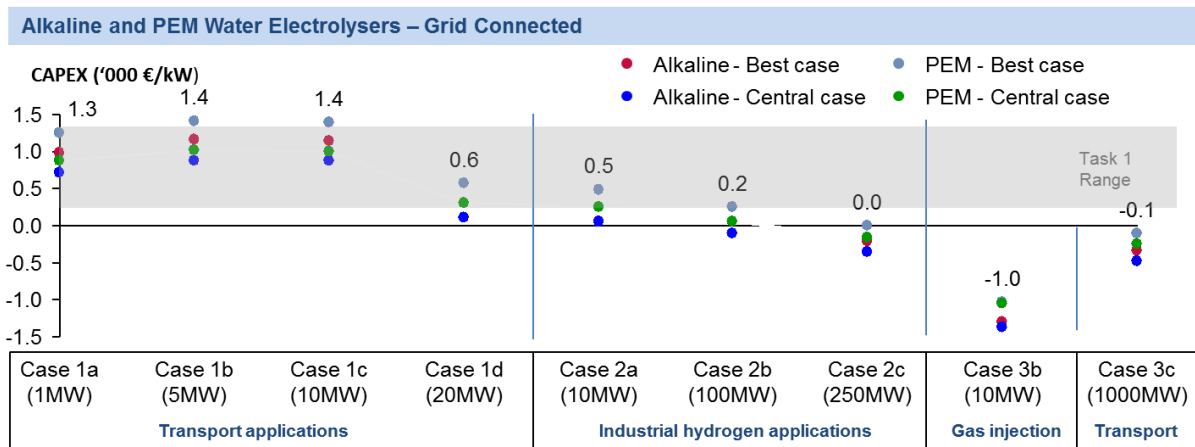 Alkaline and PEM Water Electrolysers – Grid Connected
CAPEX (‘000 €/kW)
Alkaline - Best case
PEM - Best case
Alkaline - Central case
PEM - Central case
1.5
1.0
0.5
0.0
-0.5
-1.0
-1.5
1.3
1.4
1.4
0.6
0.5
0.2
0.0
-1.0
-0.1
Task 1
Range
Case 1a
(1MW)
Case 1b
(5MW)
Case 1c
(10MW)
Case 1d
(20MW)
Case 2a
(10MW)
Case 2b
(100MW)
Case 2c
(250MW)
Case 3b
(10MW)
Case 3c
(1000MW)
Transport applications
Industrial hydrogen applications
Gas injection
Transport